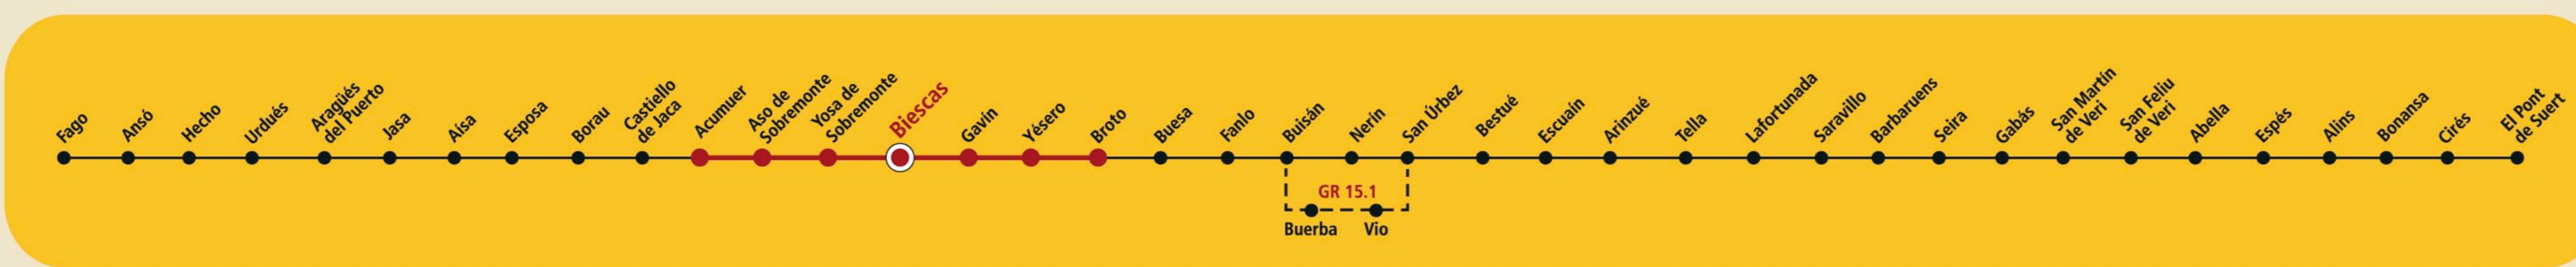 Fago
Ansó
Hecho
Urdués
Aragüés
del Puerto
Jasa
Aísa
Esposa
Borau
Castiello
de Jaca
Acumuer
Aso de
Sobremonte
Yosa de
Sobremonte
Biescas
Gavín
Yésero
Broto
Buesa
Fanlo
Buisán
Nerín
San Úrbez
Bestué
Escuaín
Arinzué
Tella
Lafortunada
Saravillo
Barbaruens
Seira
Gabás
San Martín
de Veri
San Feliu
de Veri
Abella
Espés
Alins
Bonansa
Cirés
El Pont
de Suert
GR 15.1
Buerba
Vio